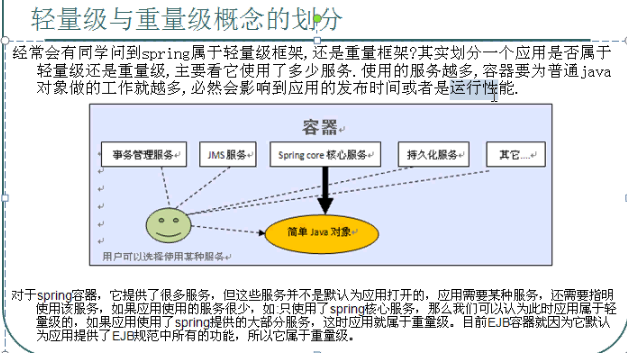 轻量级与重量级概念的划分
经常会有同学问到spring属于轻量级框架,还是重量框架?其实划分一个应用是否属于
轻量级还是重量级,主要看它使用了多少服务.使用的服务越多,容器要为普通java
对象做的工作就越多,必然会影响到应用的发布时间或者是运行性能.
容器
事务管理服务
JMS 服务
Spring core 核心服务
持久化服务
其它....
简单 Java 对象
用户可以选择使用某种服务
对于spring容器，它提供了很多服务，但这些服务并不是默认为应用打开的，应用需要某种服务，还需要指明
使用该服务，如果应用使用的服务很少，如:只使用了spring核心服务，那么我们可以认为此时应用属于轻
量级的，如果应用使用了spring提供的大部分服务，这时应用就属于重量级。目前EJB容器就因为它默认
为应用提供了EJB规范中所有的功能，所以它属于重量级。